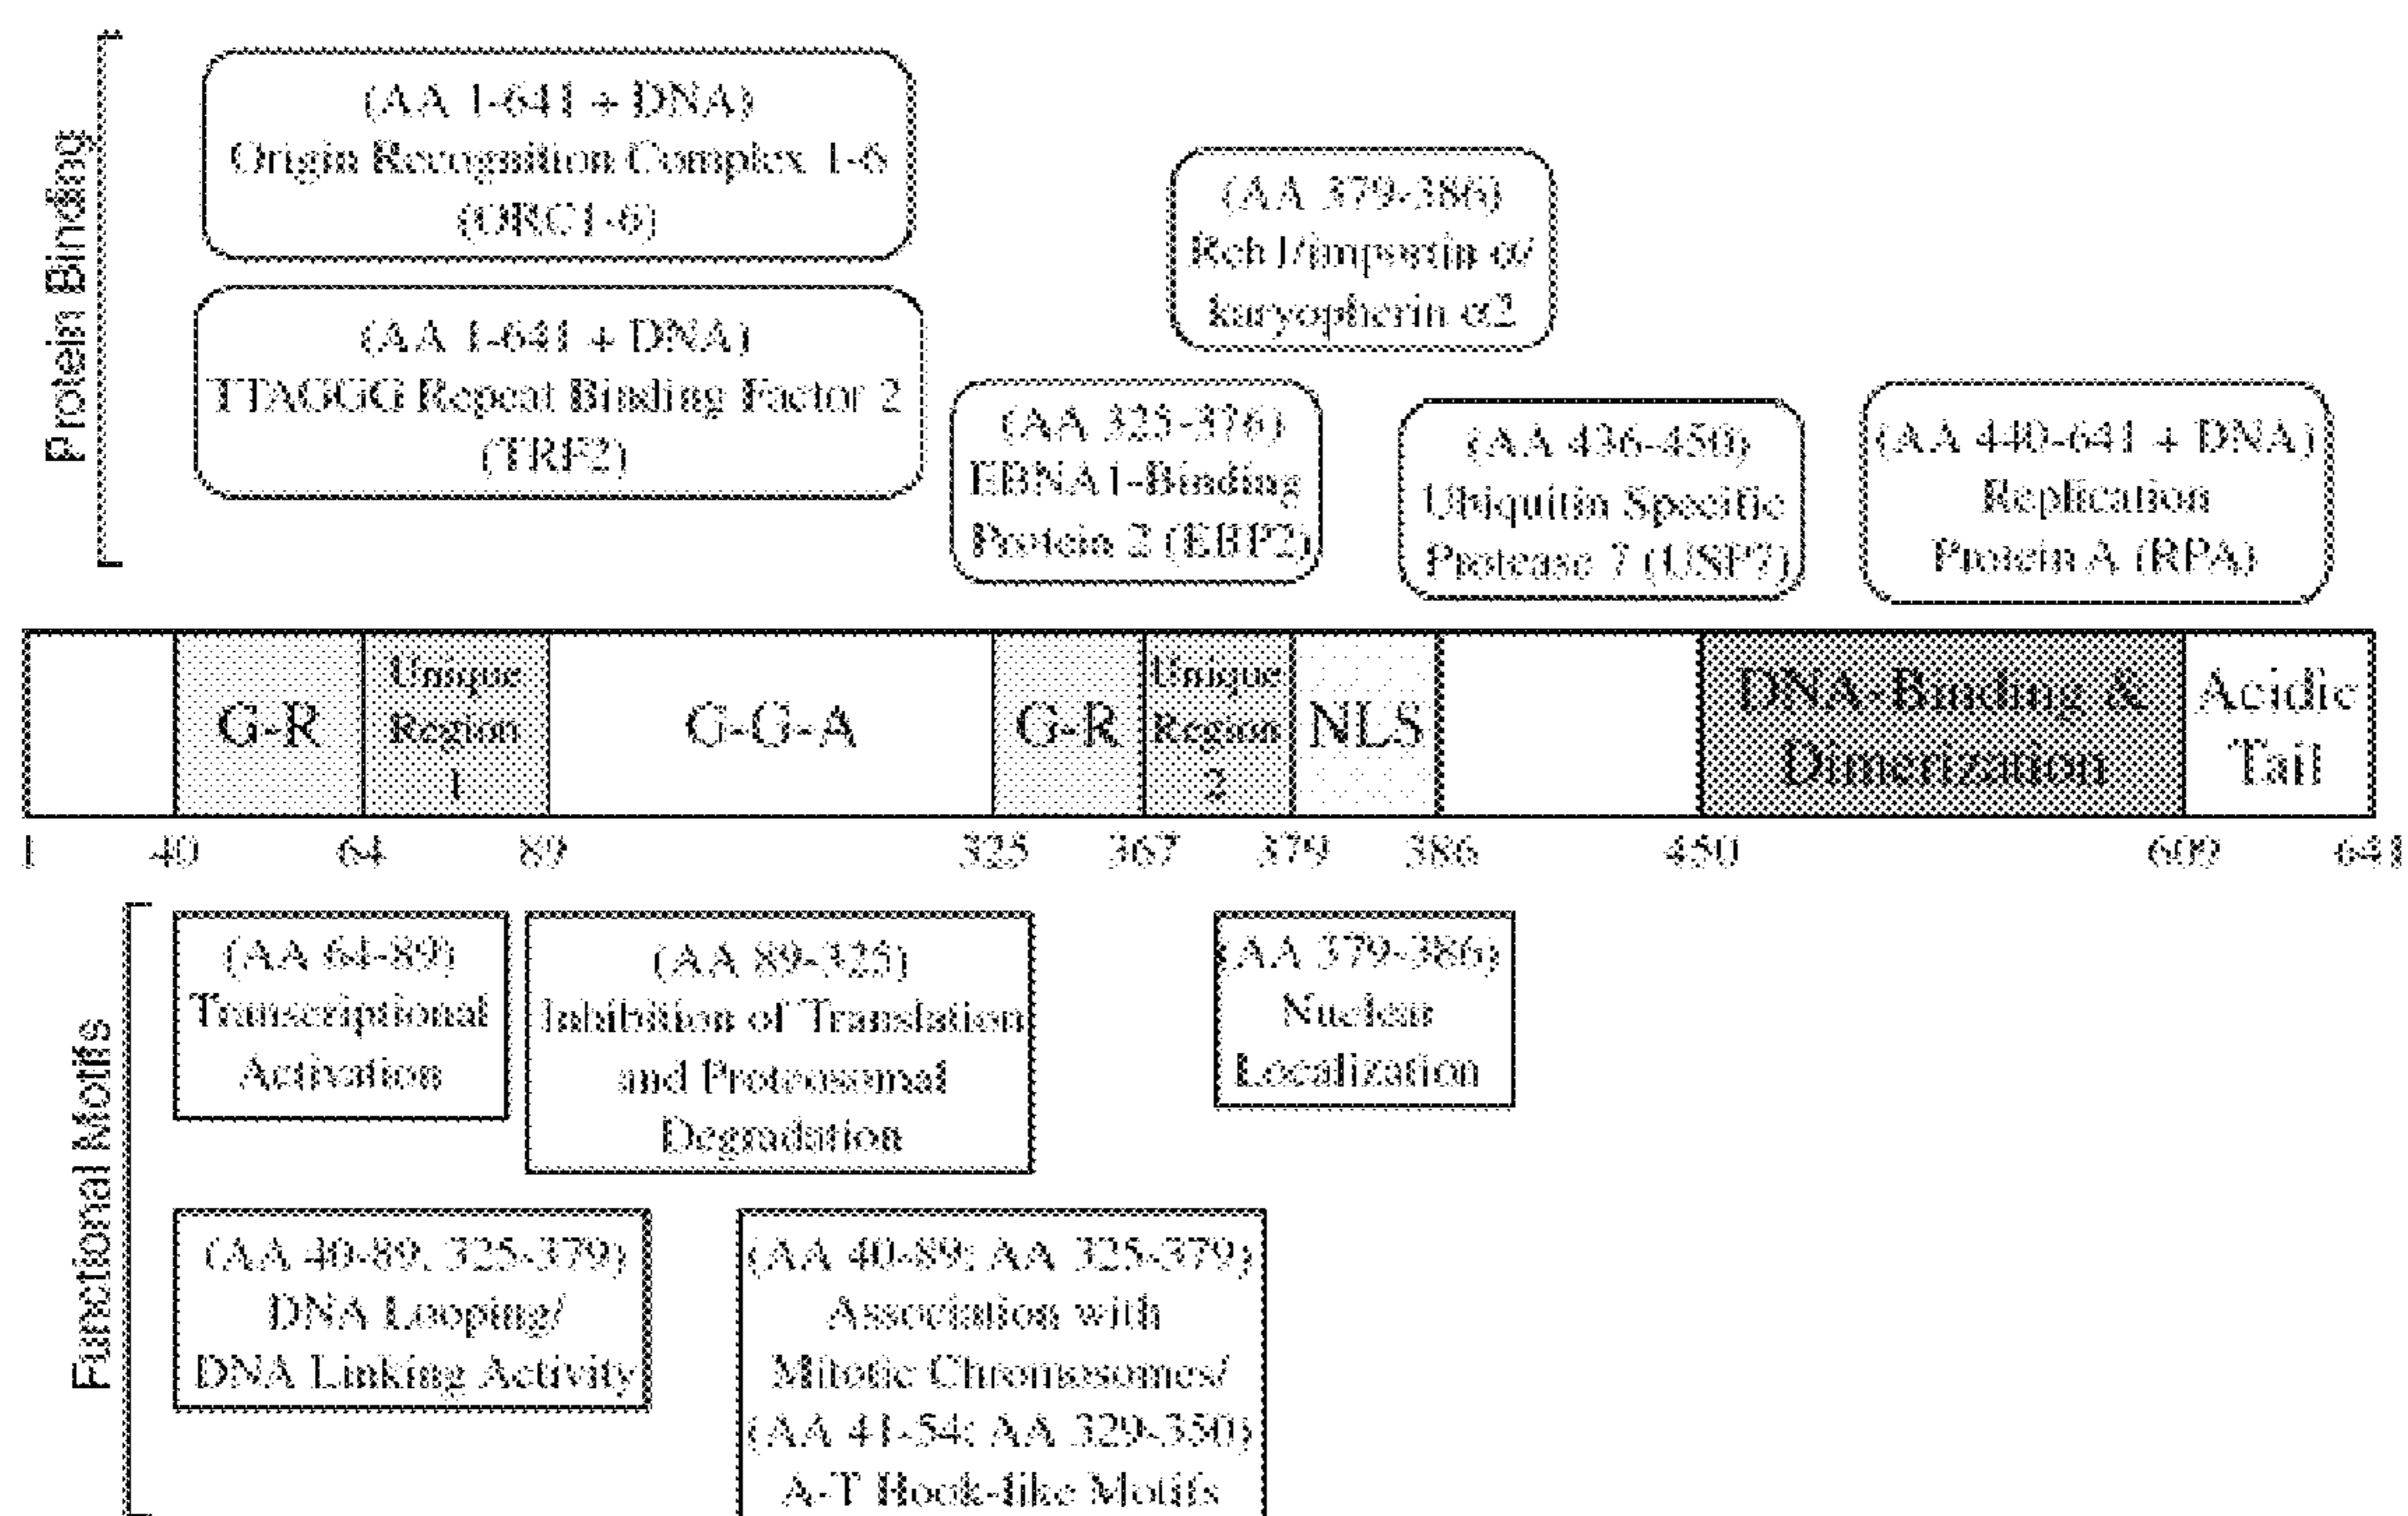 Protein Binding
(AA 1-641 + DNA)
Origin Recognition Complex 1-6
(ORC1-6)
(AA 1-641 + DNA)
TTAGGG Repeat Binding Factor 2
(TRF2)
(AA 325-376)
EBNA1-Binding
Protein 2 (EBP2)
(AA 379-386)
Rch1/importin α/
karyopherin α2
(AA 436-450)
Ubiquitin Specific
Protease 7 (USP7)
(AA 440-641 + DNA)
Replication
Protein A (RPA)
G-R
Unique
Region
1
G-G-A
G-R
Unique
Region
2
NLS
DNA-Binding &
Dimerization
Acidic
Tail
1 40 64 89 325 367 379 386 450 609 641
Functional Motifs
(AA 64-89)
Transcriptional
Activation
(AA 89-325)
Inhibition of Translation
and Proteosomal
Degradation
(AA 379-386)
Nuclear
Localization
(AA 40-89, 325-379)
DNA Looping/
DNA Linking Activity
(AA 40-89; AA 325-379)
Association with
Mitotic Chromosomes/
(AA 41-54; AA 329-350)
A-T Hook-like Motifs